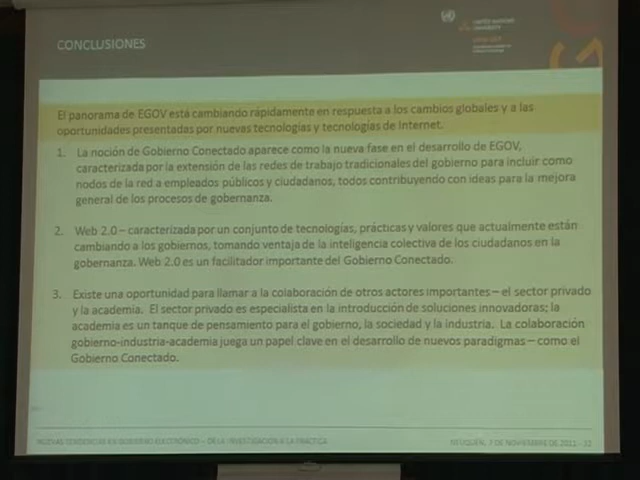 CONCLUSIONES
UNITED NATIONS
UNIVERSITY
El panorama de EGOV está cambiando rápidamente en respuesta a los cambios globales y a las
oportunidades presentadas por nuevas tecnologías y tecnologías de Internet.
1. La noción de Gobierno Conectado aparece como la nueva fase en el desarrollo de EGOV,
caracterizada por la extensión de las redes de trabajo tradicionales del gobierno para incluir como
nodos de la red a empleados públicos y ciudadanos, todos contribuyendo con ideas para la mejora
general de los procesos de gobernanza.
2. Web 2.0 – caracterizada por un conjunto de tecnologías, prácticas y valores que actualmente están
cambiando a los gobiernos, tomando ventaja de la inteligencia colectiva de los ciudadanos en la
gobernanza. Web 2.0 es un facilitador importante del Gobierno Conectado.
3. Existe una oportunidad para llamar a la colaboración de otros actores importantes – el sector privado
y la academia. El sector privado es especialista en la introducción de soluciones innovadoras; la
academia es un tanque de pensamiento para el gobierno, la sociedad y la industria. La colaboración
gobierno-industria-academia juega un papel clave en el desarrollo de nuevos paradigmas – como el
Gobierno Conectado.
NUEVAS TENDENCIAS EN GOBIERNO ELECTRÓNICO – DE LA INVESTIGACIÓN A LA PRÁCTICA
NEUQUÉN, 7 DE NOVIEMBRE DE 2011 - 32